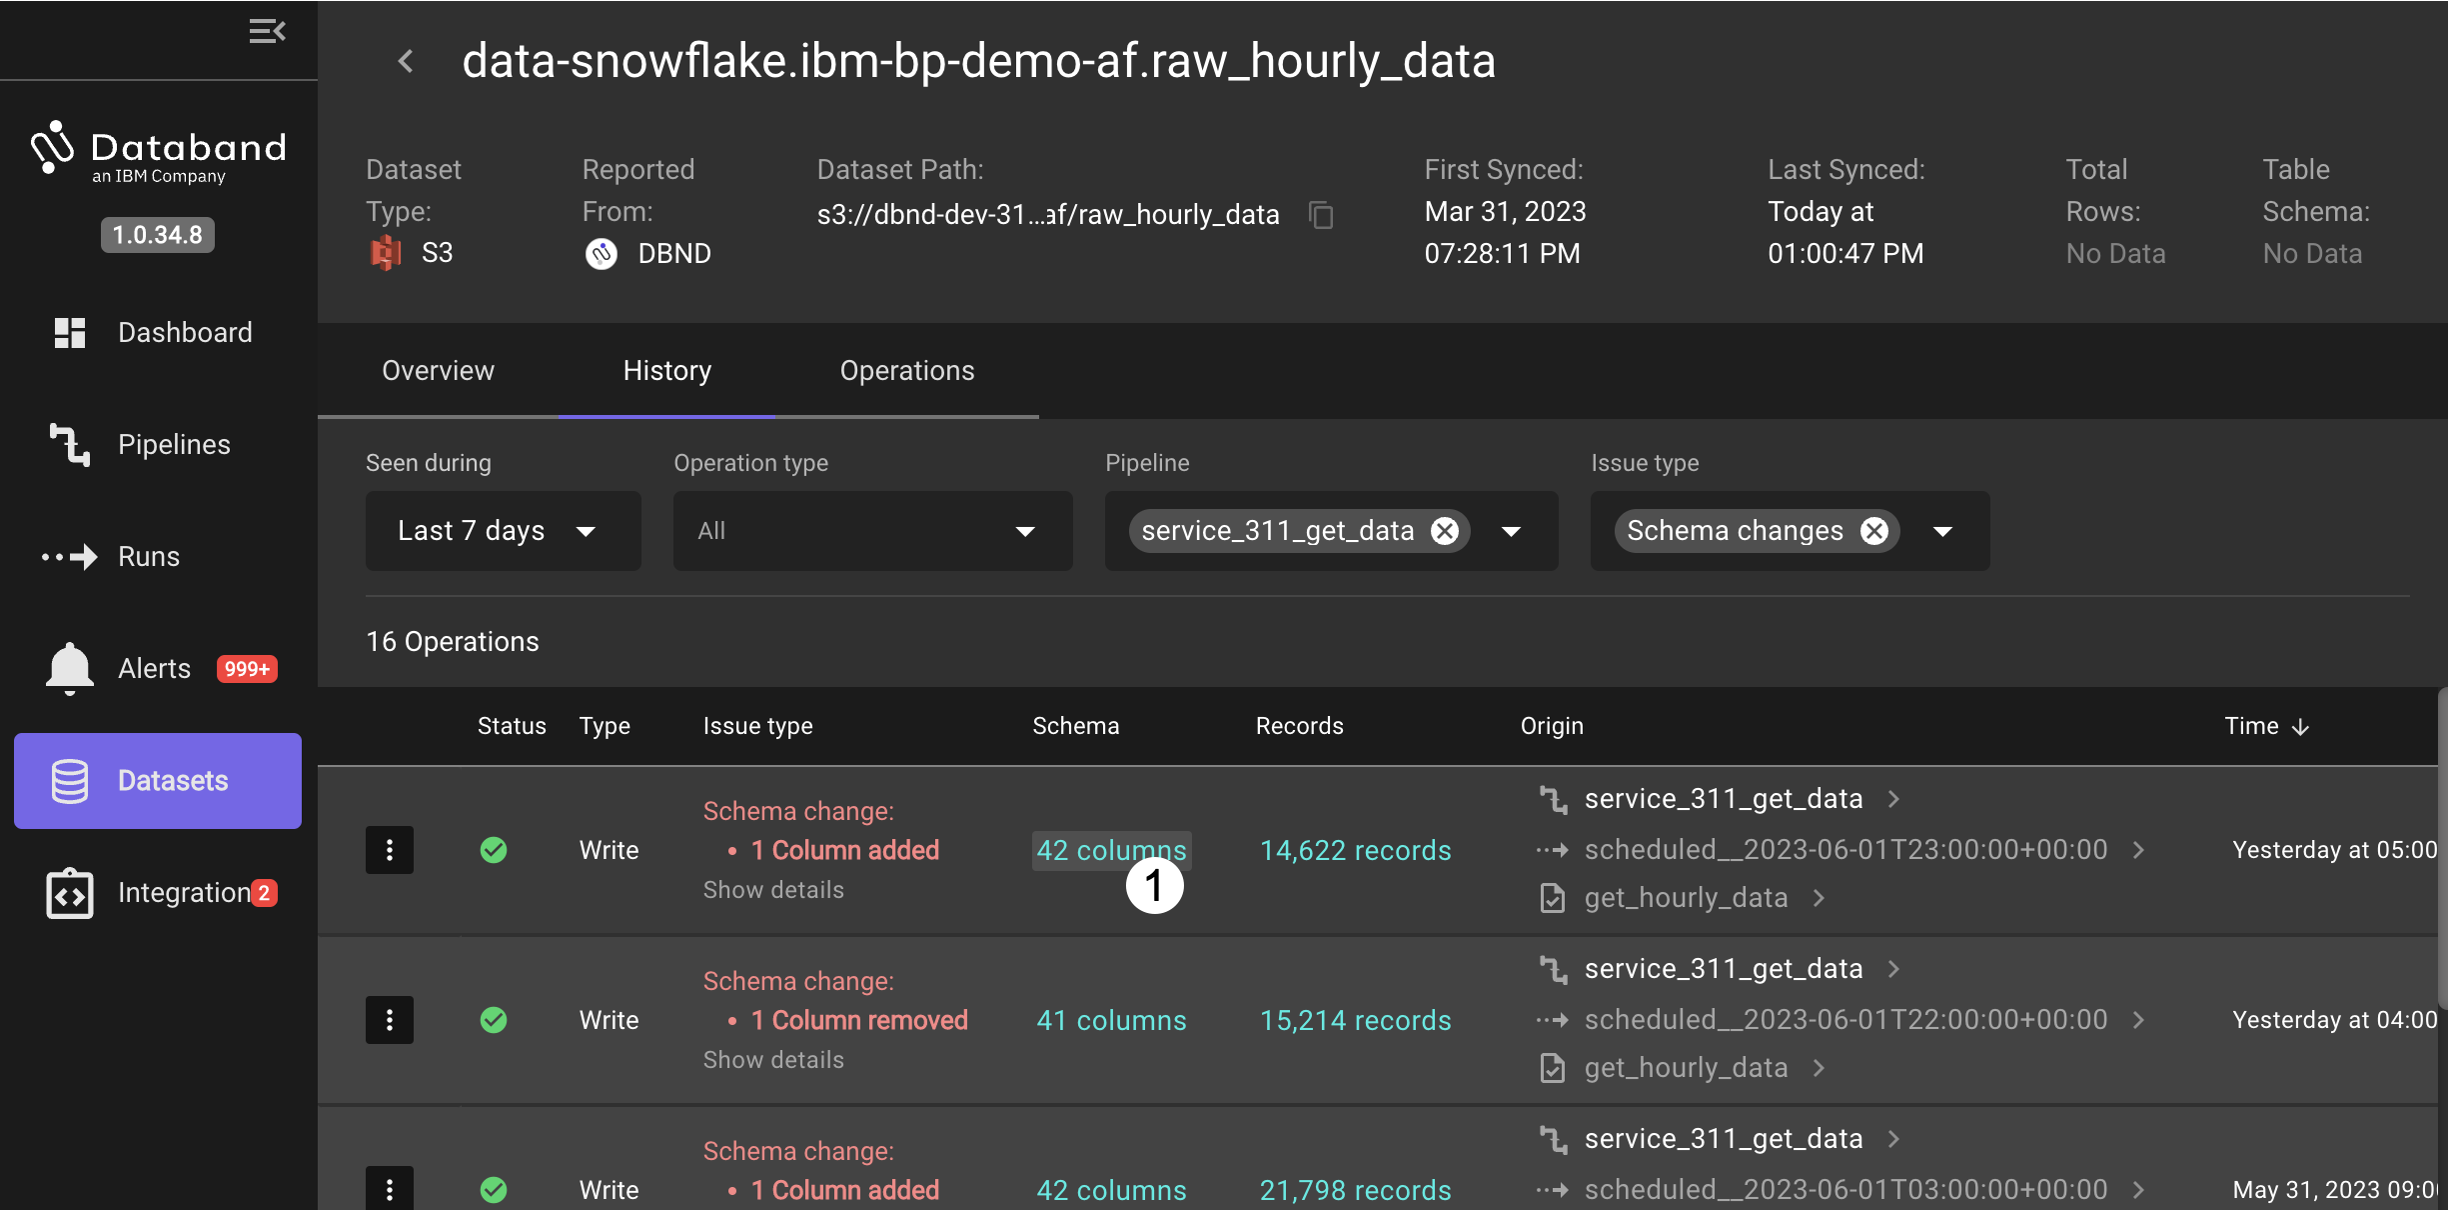 data-snowflake.ibm-bp-demo-af.raw_hourly_data
Databand
an IBM Company
1.0.34.8
Dashboard
Pipelines
Runs
Alerts 999+
Datasets
Integration 2
Dataset Type:
S3
Reported From:
DBND
Dataset Path:
s3://dbnd-dev-31...af/raw_hourly_data
First Synced:
Mar 31, 2023
07:28:11 PM
Last Synced:
Today at
01:00:47 PM
Total Rows:
No Data
Table Schema:
No Data
Overview History Operations
Seen during Operation type Pipeline Issue type
Last 7 days All service_311_get_data Schema changes
16 Operations
Status Type Issue type Schema Records Origin Time
Schema change:
• 1 Column added
Show details
Write 42 columns 14,622 records
1
service_311_get_data
scheduled__2023-06-01T23:00:00+00:00
get_hourly_data
Yesterday at 05:00
Schema change:
• 1 Column removed
Show details
Write 41 columns 15,214 records
service_311_get_data
scheduled__2023-06-01T22:00:00+00:00
get_hourly_data
Yesterday at 04:00
Schema change:
• 1 Column added
Write 42 columns 21,798 records
service_311_get_data
scheduled__2023-06-01T03:00:00+00:00
May 31, 2023 09:0